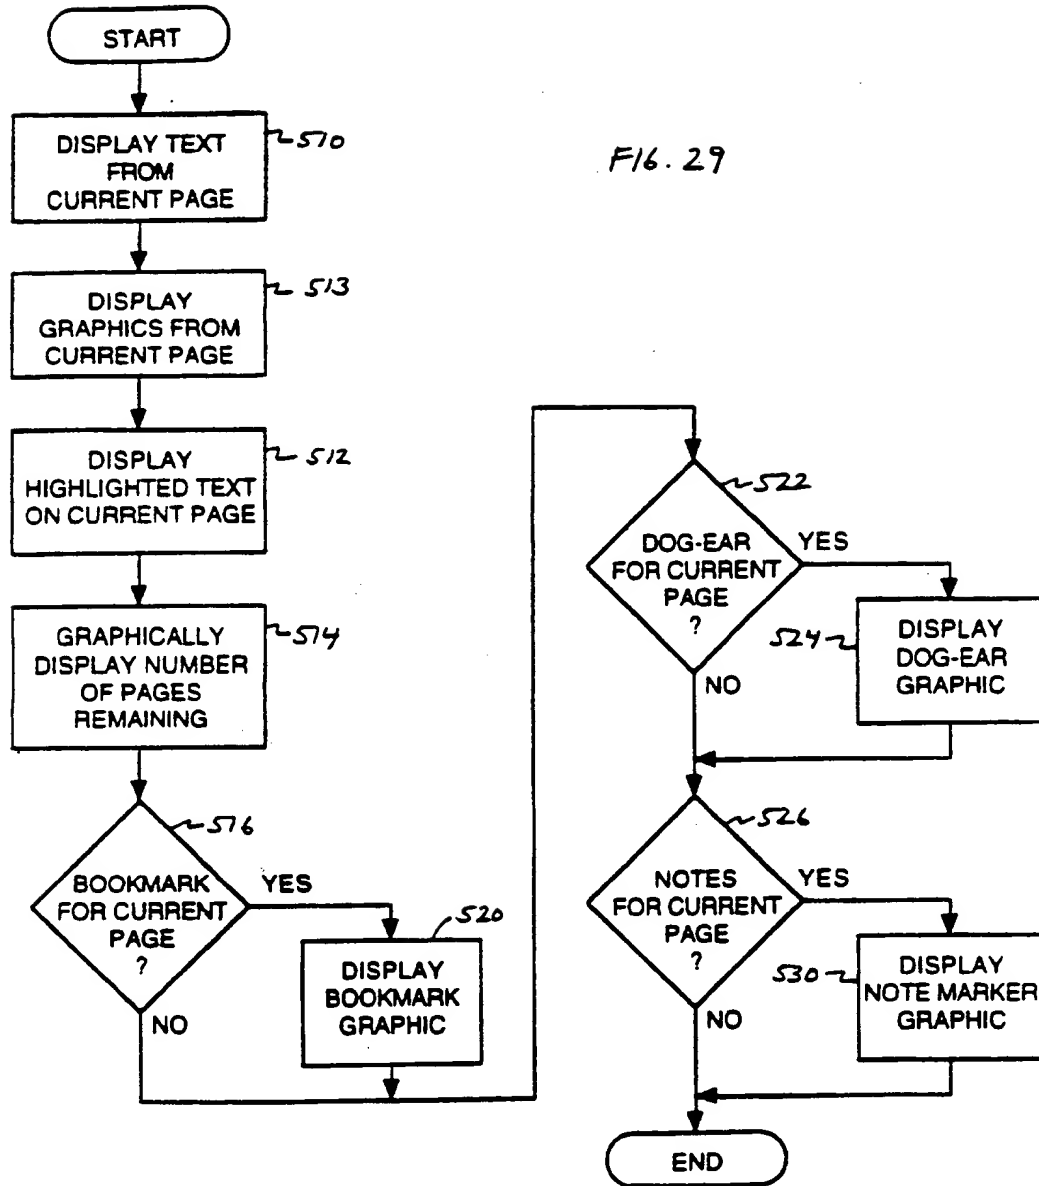 START
DISPLAY TEXT
FROM
CURRENT PAGE
510
FIG. 29
DISPLAY
GRAPHICS FROM
CURRENT PAGE
513
DISPLAY
HIGHLIGHTED TEXT
ON CURRENT PAGE
512
GRAPHICALLY
DISPLAY NUMBER
OF PAGES
REMAINING
514
BOOKMARK
FOR CURRENT
PAGE
?
516
YES
NO
DISPLAY
BOOKMARK
GRAPHIC
520
DOG-EAR
FOR CURRENT
PAGE
?
522
YES
NO
524
DISPLAY
DOG-EAR
GRAPHIC
NOTES
FOR CURRENT
PAGE
?
526
YES
NO
530
DISPLAY
NOTE MARKER
GRAPHIC
END